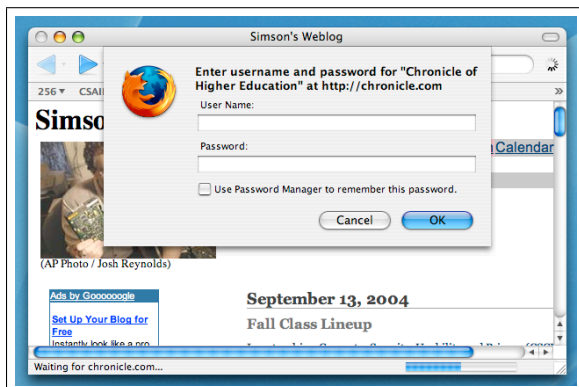 Simson's Weblog
Enter username and password for "Chronicle of
Higher Education" at http://chronicle.com
User Name:
Password:
Use Password Manager to remember this password.
Cancel
OK
256 ▾ CSAI
»
Simso
Calendar
(AP Photo / Josh Reynolds)
Ads by Goooooogle
Set Up Your Blog for
Free
Instantly look like a pro
September 13, 2004
Fall Class Lineup
Waiting for chronicle.com...